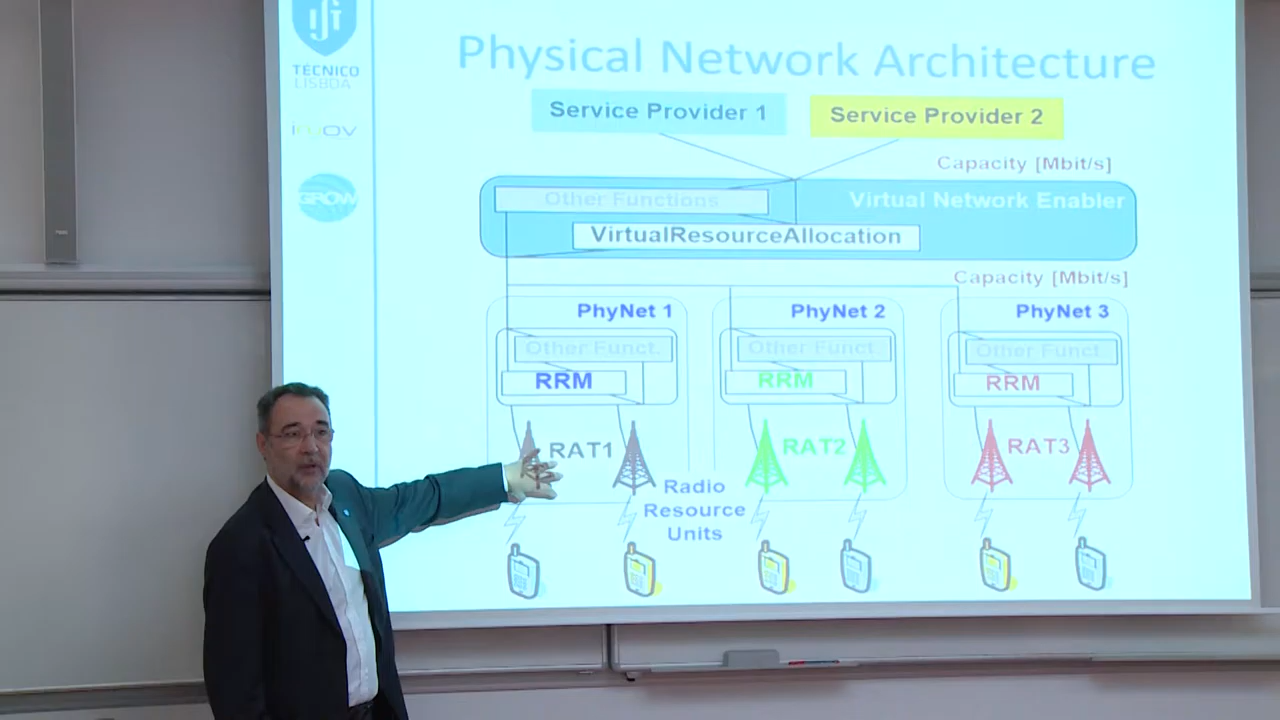 TÉCNICO
LISBOA
inOV
GROW
Physical Network Architecture
Service Provider 1
Service Provider 2
Capacity [Mbit/s]
Other Functions
Virtual Network Enabler
VirtualResourceAllocation
Capacity [Mbit/s]
PhyNet 1
PhyNet 2
PhyNet 3
Other Funct.
Other Funct.
Other Funct.
RRM
RRM
RRM
RAT1
RAT2
RAT3
Radio
Resource
Units